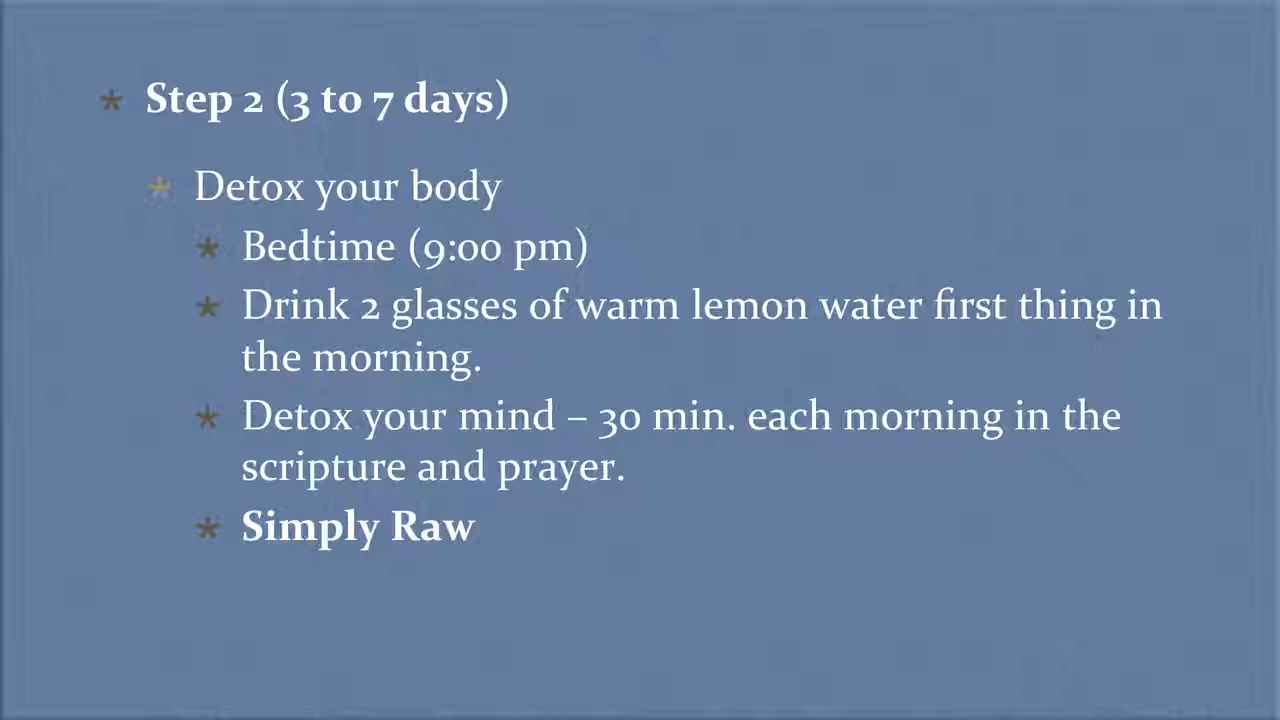 * Step 2 (3 to 7 days)
* Detox your body
* Bedtime (9:00 pm)
* Drink 2 glasses of warm lemon water first thing in
the morning.
* Detox your mind – 30 min. each morning in the
scripture and prayer.
* Simply Raw